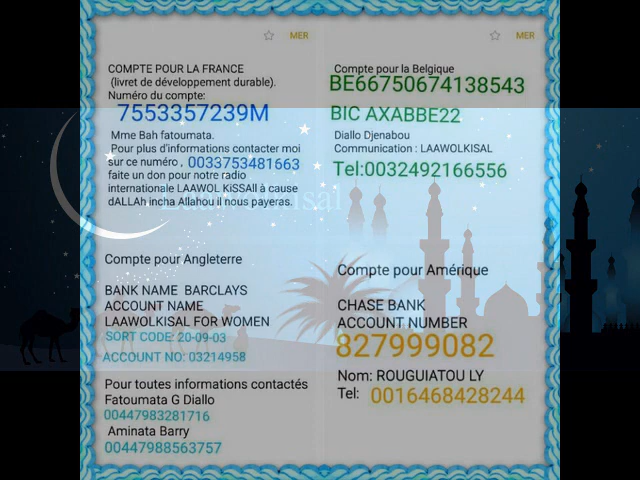 MER
COMPTE POUR LA FRANCE
(livret de développement durable).
Numéro du compte:
7553357239M
Mme Bah fatoumata.
Pour plus d'informations contacter moi
sur ce numéro , 0033753481663
faite un don pour notre radio
internationale LAAWOL KiSSAll à cause
dALLAH incha Allahou il nous payeras.
MER
Compte pour la Belgique
BE66750674138543
BIC AXABBE22
Diallo Djenabou
Communication : LAAWOLKISAL
Tel:0032492166556
Compte pour Angleterre
BANK NAME BARCLAYS
ACCOUNT NAME
LAAWOLKISAL FOR WOMEN
SORT CODE: 20-09-03
ACCOUNT NO: 03214958
Pour toutes informations contactés
Fatoumata G Diallo
00447983281716
Aminata Barry
00447988563757
Compte pour Amérique
CHASE BANK
ACCOUNT NUMBER
827999082
Nom: ROUGUIATOU LY
Tel: 0016468428244